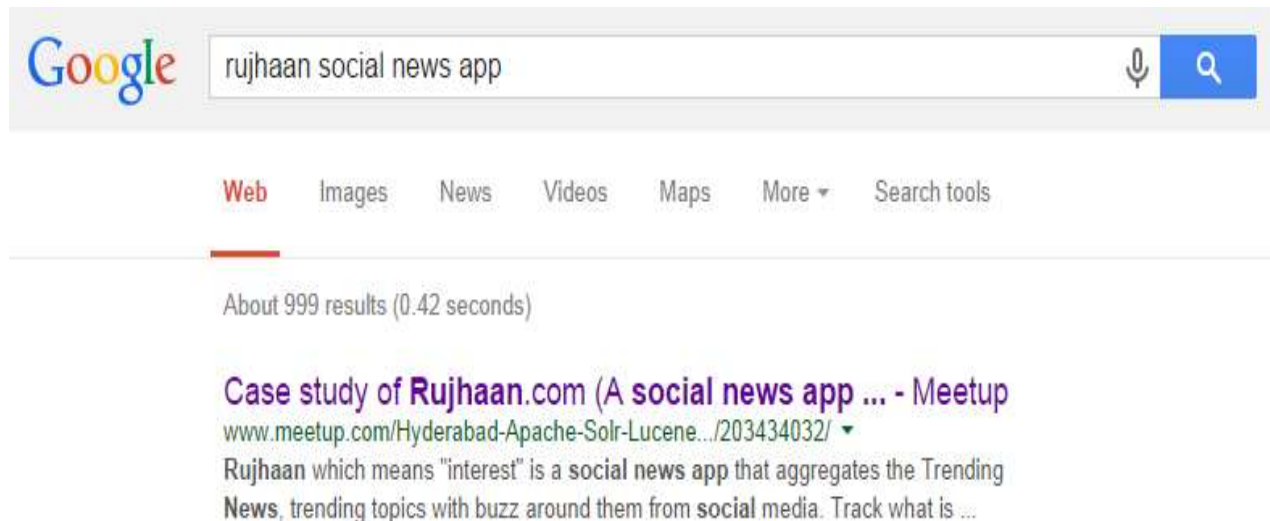 Google rujhaan social news app
Web Images News Videos Maps More Search tools
About 999 results (0.42 seconds)
Case study of Rujhaan.com (A social news app ... - Meetup
www.meetup.com/Hyderabad-Apache-Solr-Lucene.../203434032/
Rujhaan which means "interest" is a social news app that aggregates the Trending
News, trending topics with buzz around them from social media. Track what is ...